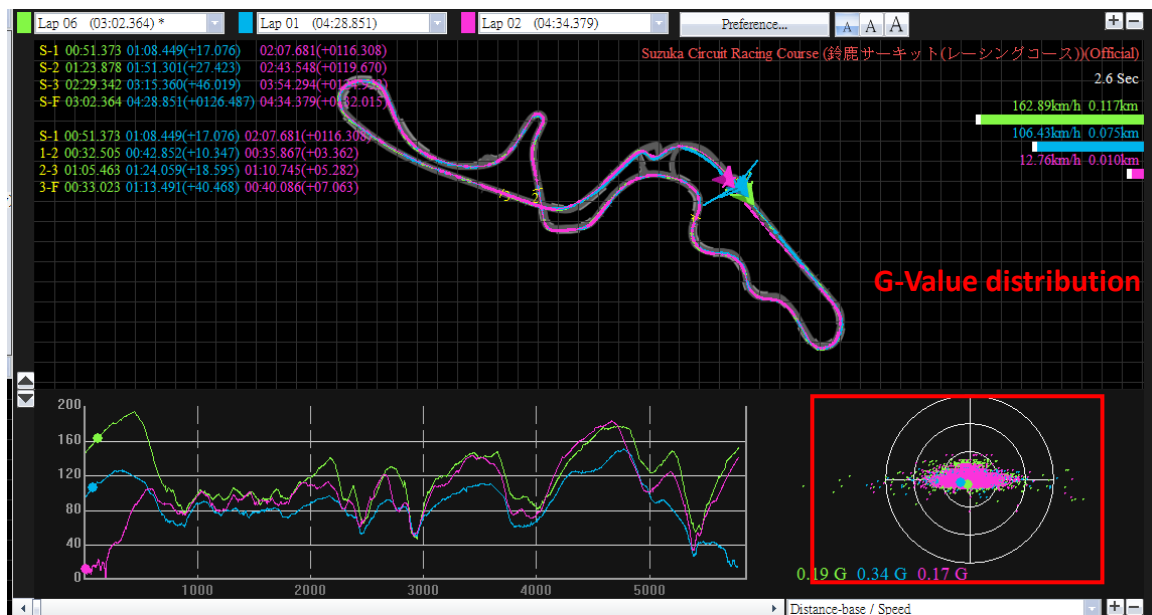 Lap 06 (03:02.364) * Lap 01 (04:28.851) Lap 02 (04:34.379) Preference... A A A + −
S-1 00:51.373 01:08.449(+17.076) 02:07.681(+0116.308)
Suzuka Circuit Racing Course (鈴鹿サーキット(レーシングコース))(Official)
S-2 01:23.878 01:51.301(+27.423) 02:43.548(+0119.670)
S-3 02:29.342 03:15.360(+46.019) 03:54.294
2.6 Sec
S-F 03:02.364 04:28.851(+0126.487) 04:34.379
162.89km/h 0.117km
106.43km/h 0.075km
S-1 00:51.373 01:08.449(+17.076) 02:07.681(+0116.308)
1-2 00:32.505 00:42.852(+10.347) 00:35.867(+3.362)
12.76km/h 0.010km
2-3 01:05.463 01:24.059(+18.595) 01:10.745(+5.282)
3-F 00:33.023 01:13.491(+40.468) 00:40.086(+7.063)
3 2
G-Value distribution
200
160
120
80
40
0
1000 2000 3000 4000 5000
0.19 G 0.34 G 0.17 G
Distance-base / Speed + −